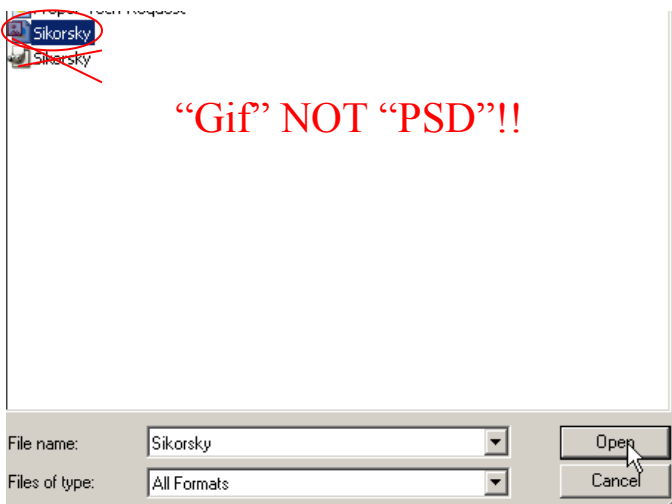 Sikorsky
Sikorsky
“Gif” NOT “PSD”!!
File name:
Sikorsky
Open
Files of type:
All Formats
Cancel